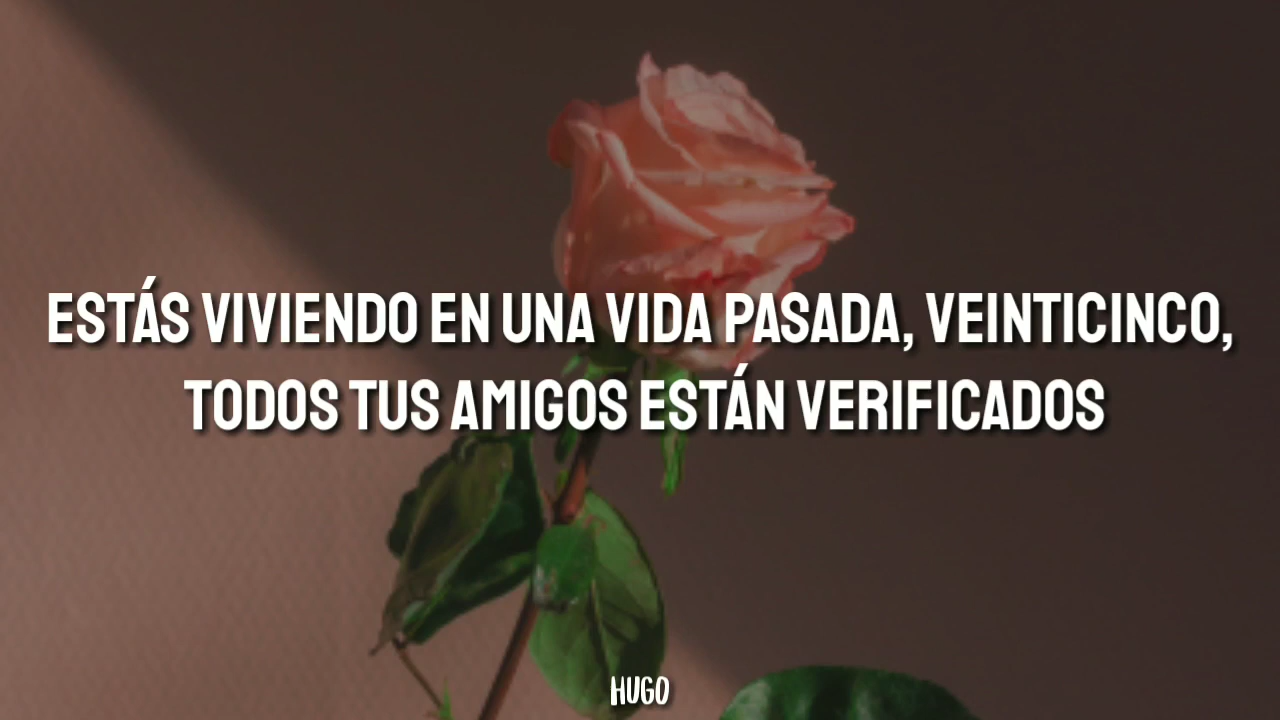 ESTÁS VIVIENDO EN UNA VIDA PASADA, VEINTICINCO,
TODOS TUS AMIGOS ESTÁN VERIFICADOS
HUGO